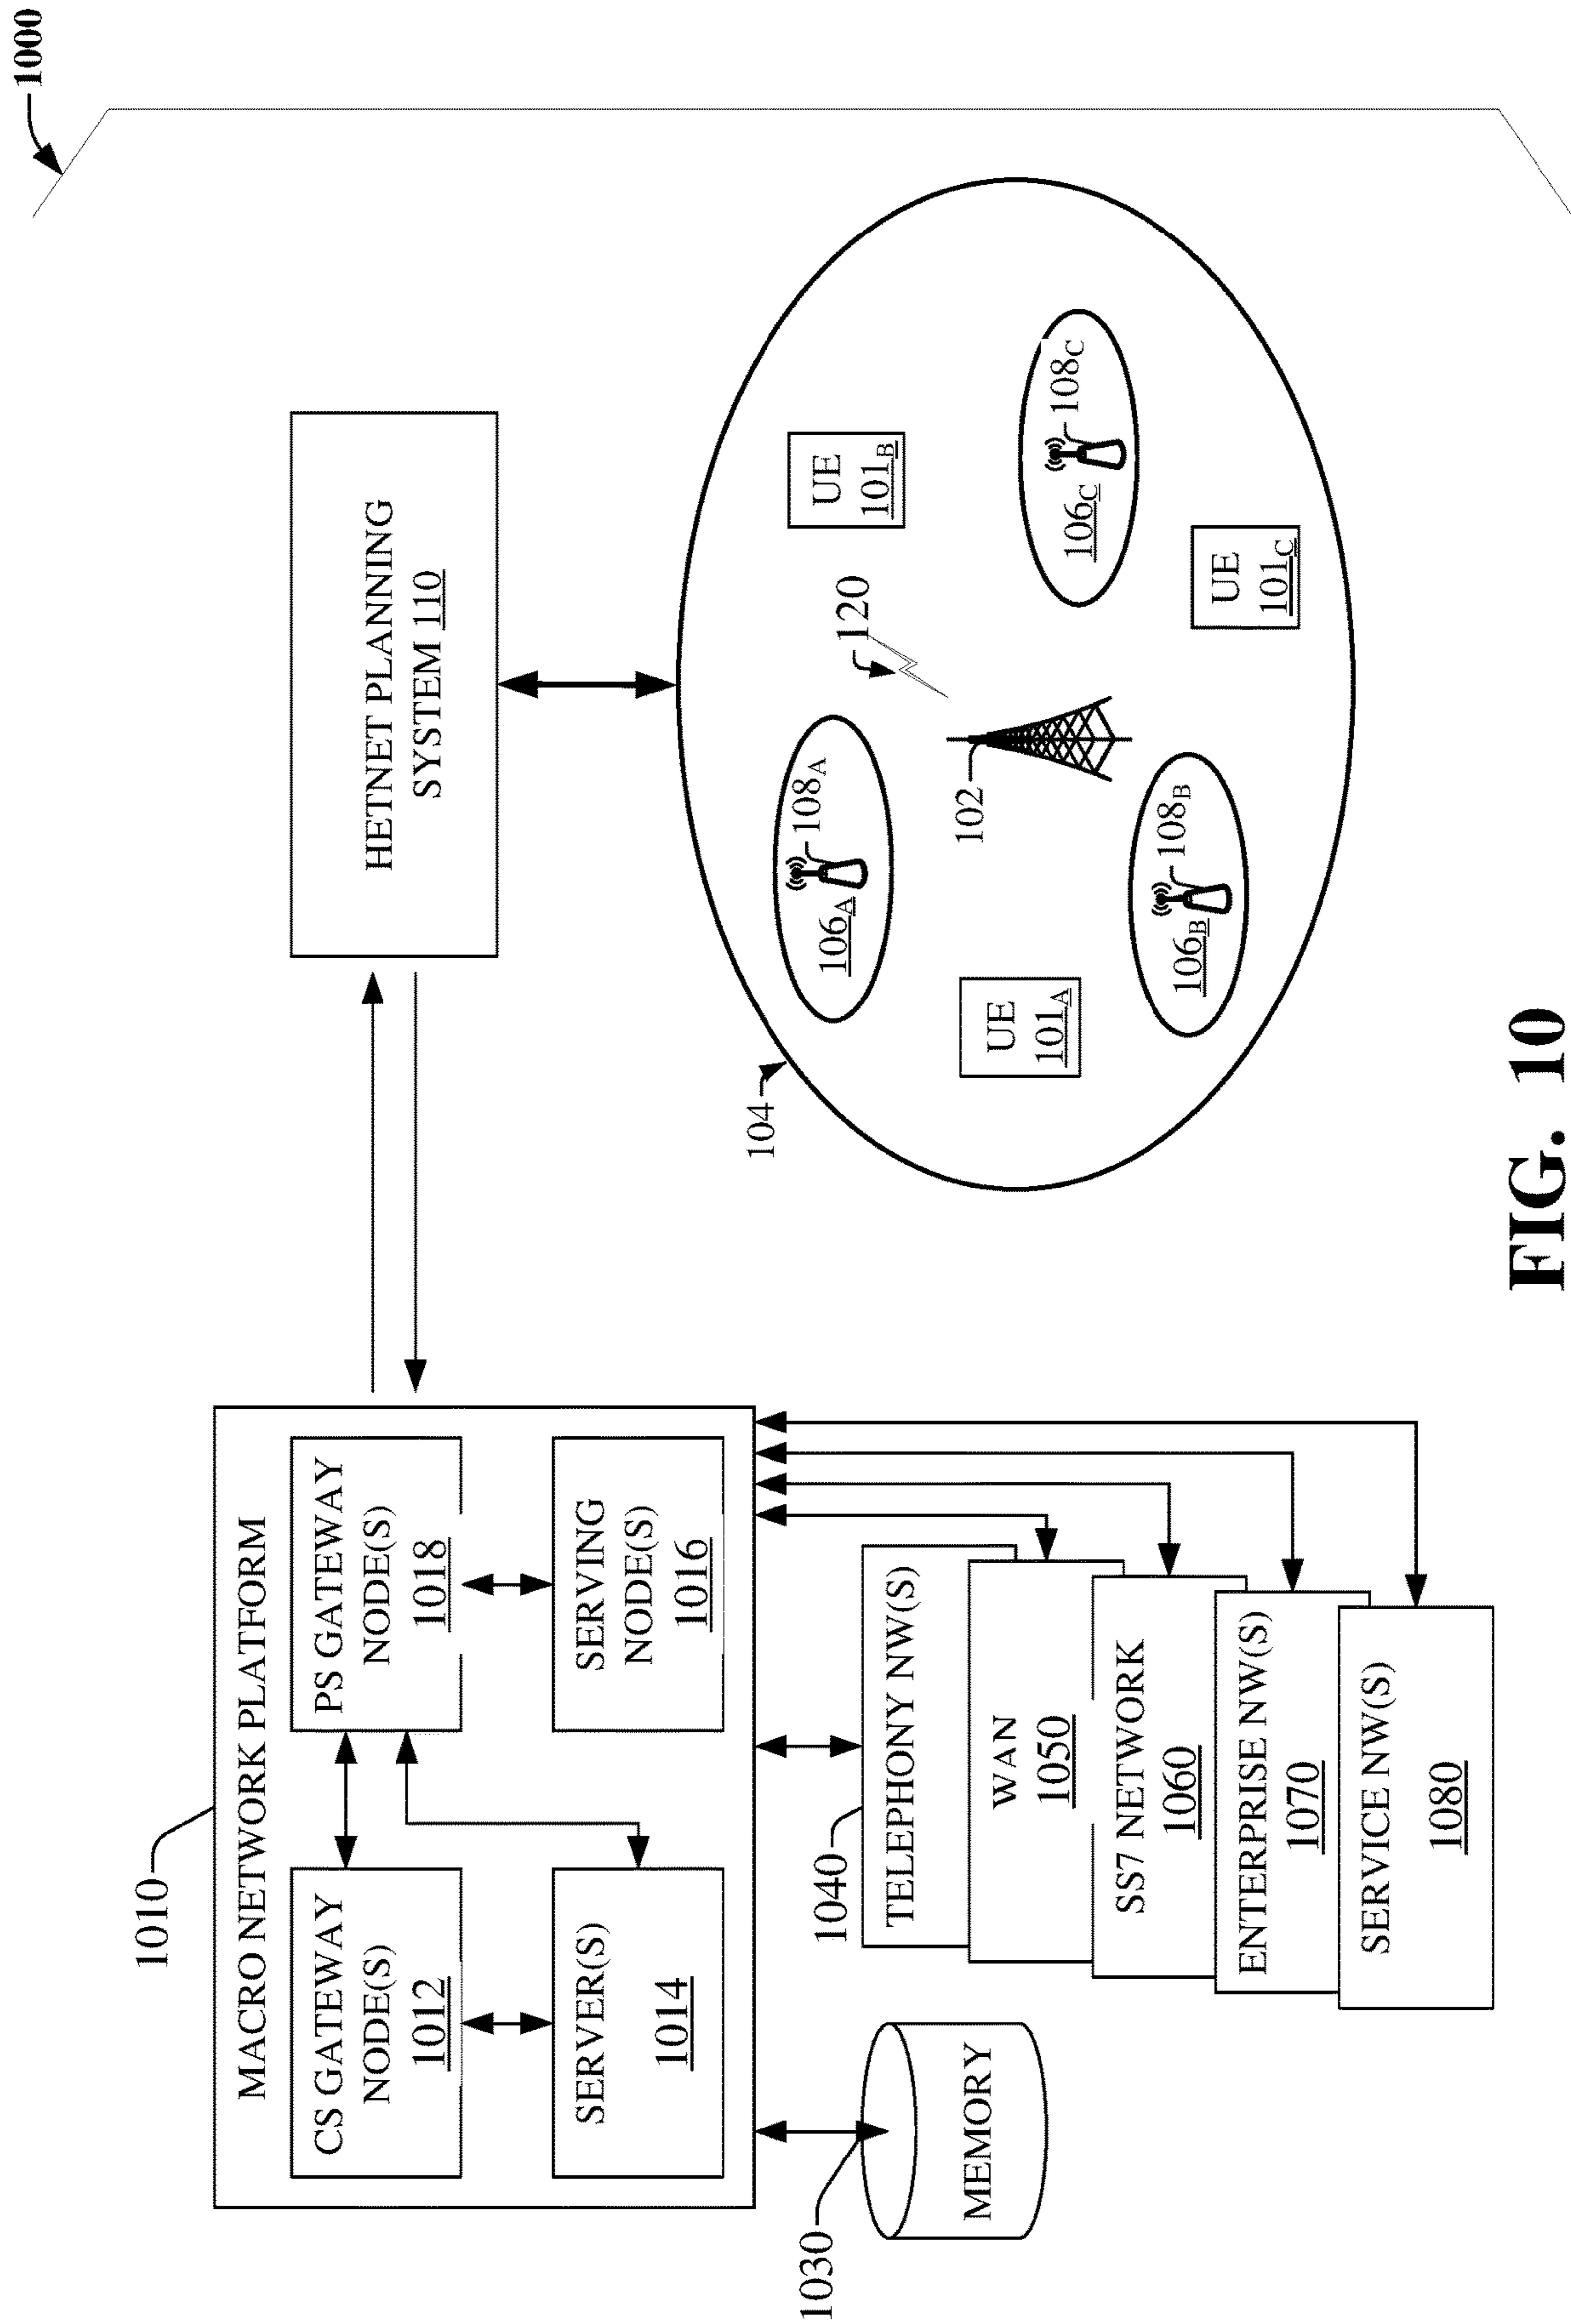 1000
1010
MACRO NETWORK PLATFORM
CS GATEWAY
NODE(S)
1012
PS GATEWAY
NODE(S)
1018
SERVER(S)
1014
SERVING
NODE(S)
1016
HETNET PLANNING
SYSTEM 110
1030
MEMORY
1040
TELEPHONY NW(S)
WAN
1050
SS7 NETWORK
1060
ENTERPRISE NW(S)
1070
SERVICE NW(S)
1080
104
106A
108A
UE
101B
120
UE
101A
102
106C
108C
106B
108B
UE
101C
FIG. 10